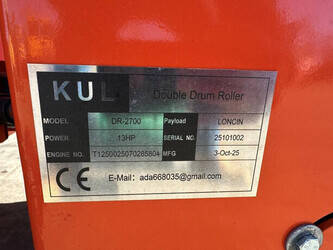 KUL Double Drum Roller
MODEL DR-2700 Payload LONCIN
POWER 13HP SERIAL NO. 25101002
ENGINE NO. T1250025070285804 MFG 3-Oct-25
CE E-Mail: ada668035@gmail.com